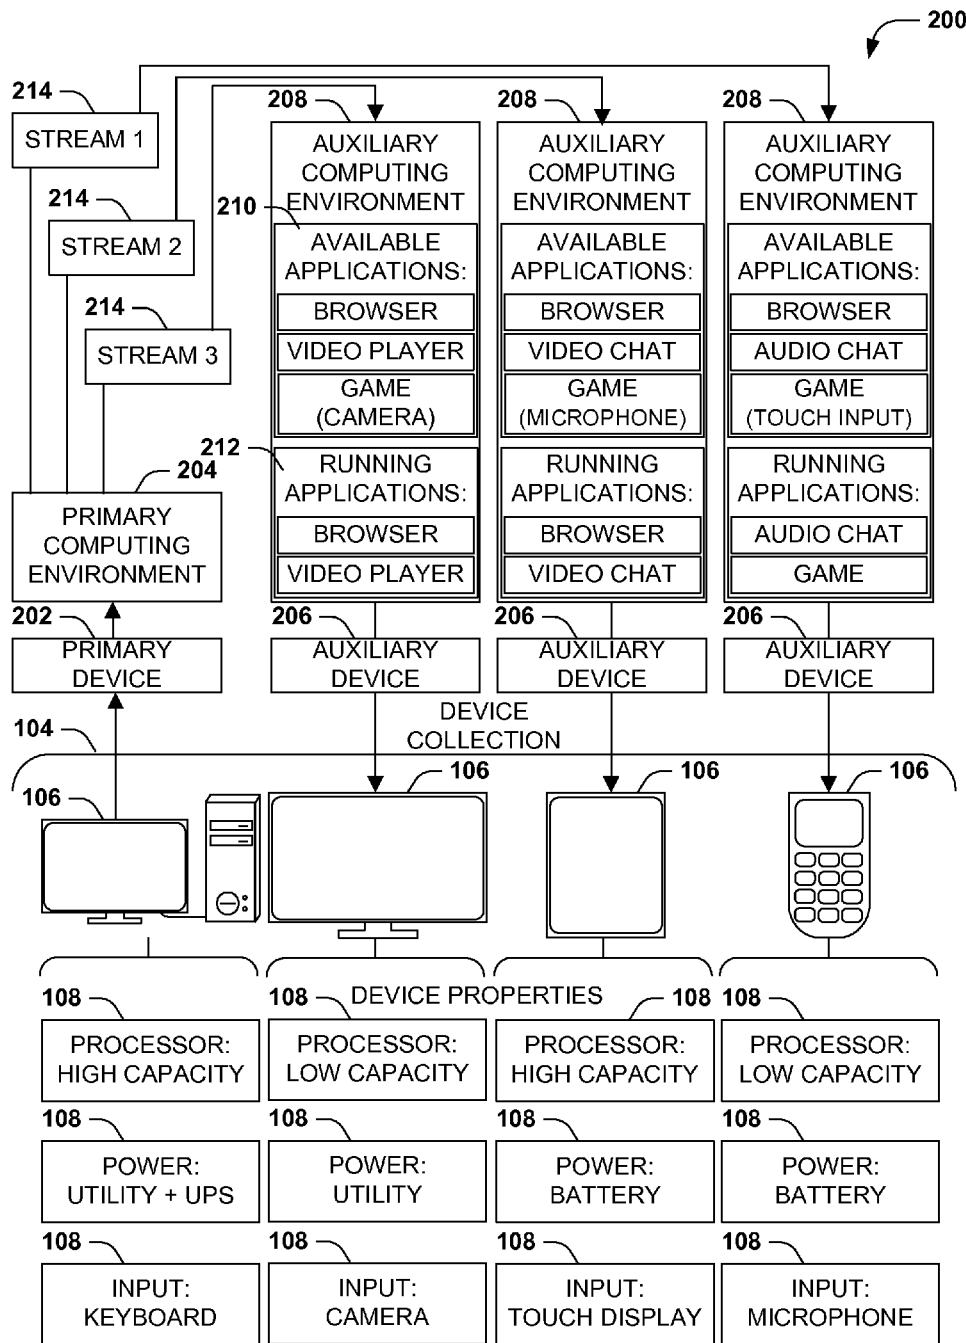 200
214
STREAM 1
214
STREAM 2
214
STREAM 3
204
PRIMARY
COMPUTING
ENVIRONMENT
202
PRIMARY
DEVICE
208
AUXILIARY
COMPUTING
ENVIRONMENT
210
AVAILABLE
APPLICATIONS:
BROWSER
VIDEO PLAYER
GAME
(CAMERA)
212
RUNNING
APPLICATIONS:
BROWSER
VIDEO PLAYER
206
AUXILIARY
DEVICE
208
AUXILIARY
COMPUTING
ENVIRONMENT
AVAILABLE
APPLICATIONS:
BROWSER
VIDEO CHAT
GAME
(MICROPHONE)
RUNNING
APPLICATIONS:
BROWSER
VIDEO CHAT
206
AUXILIARY
DEVICE
208
AUXILIARY
COMPUTING
ENVIRONMENT
AVAILABLE
APPLICATIONS:
BROWSER
AUDIO CHAT
GAME
(TOUCH INPUT)
RUNNING
APPLICATIONS:
AUDIO CHAT
GAME
206
AUXILIARY
DEVICE
DEVICE
COLLECTION
104
106
106
106
106
DEVICE PROPERTIES
108
PROCESSOR:
HIGH CAPACITY
108
PROCESSOR:
LOW CAPACITY
108
PROCESSOR:
HIGH CAPACITY
108
PROCESSOR:
LOW CAPACITY
108
POWER:
UTILITY + UPS
108
POWER:
UTILITY
108
POWER:
BATTERY
108
POWER:
BATTERY
108
INPUT:
KEYBOARD
108
INPUT:
CAMERA
108
INPUT:
TOUCH DISPLAY
108
INPUT:
MICROPHONE